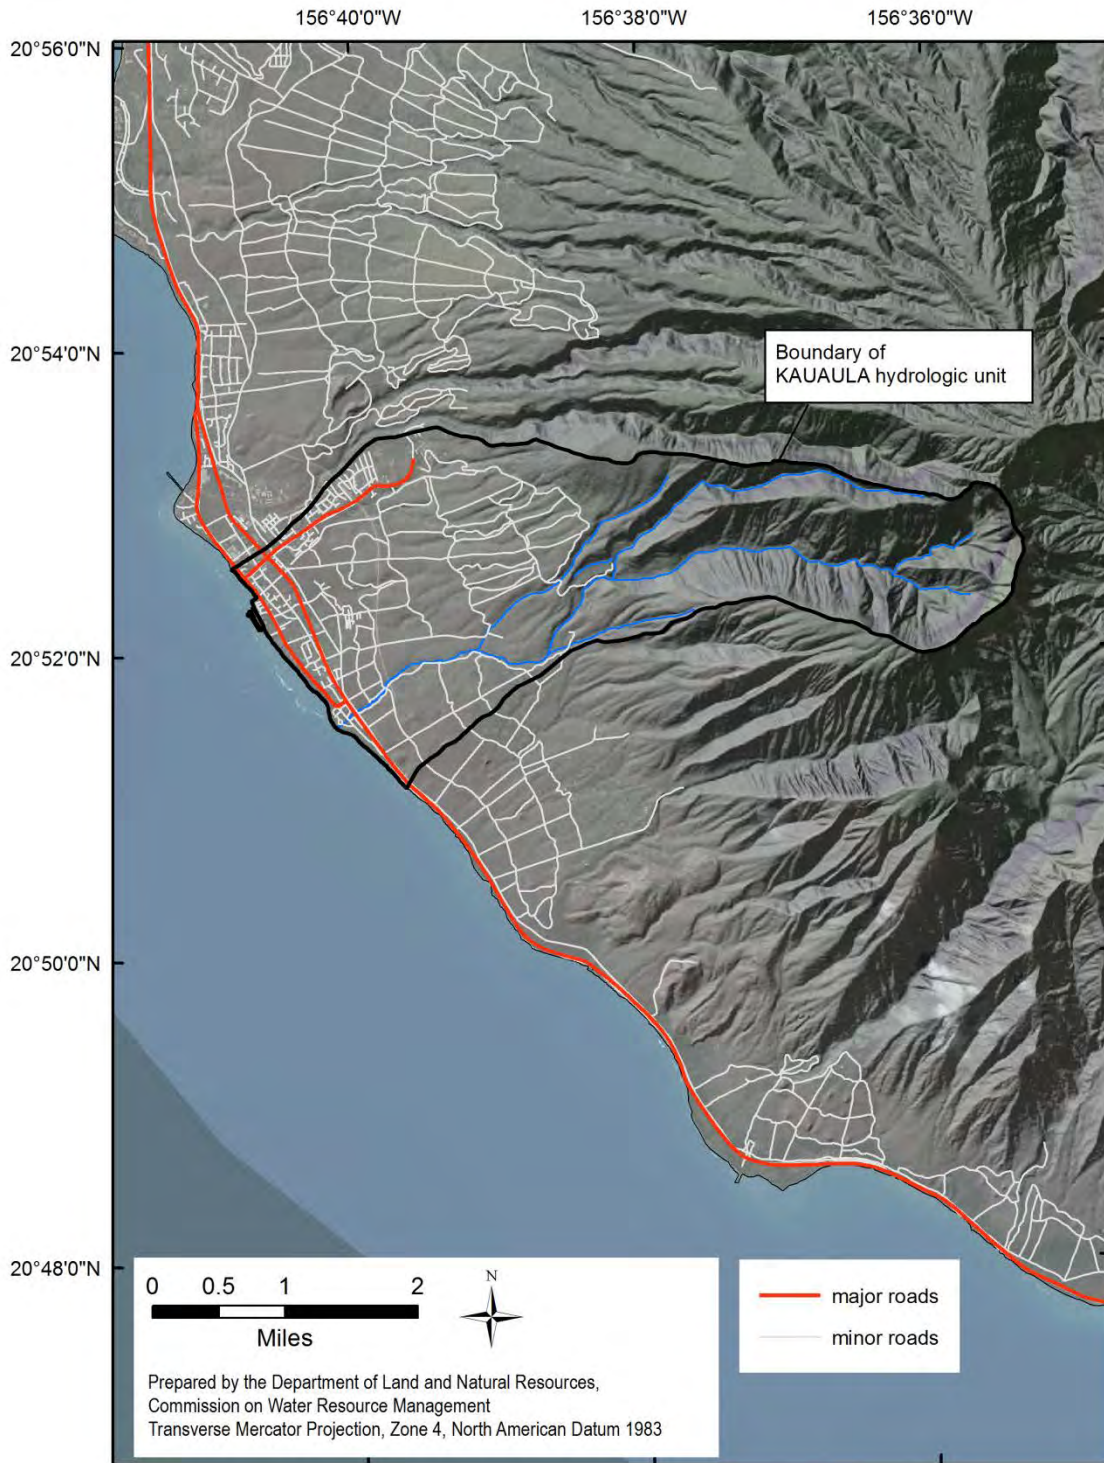 156°40'0"W 156°38'0"W 156°36'0"W
20°56'0"N
20°54'0"N
Boundary of
KAUAULA hydrologic unit
20°52'0"N
20°50'0"N
20°48'0"N
0 0.5 1 2
Miles
N
major roads
minor roads
Prepared by the Department of Land and Natural Resources,
Commission on Water Resource Management
Transverse Mercator Projection, Zone 4, North American Datum 1983